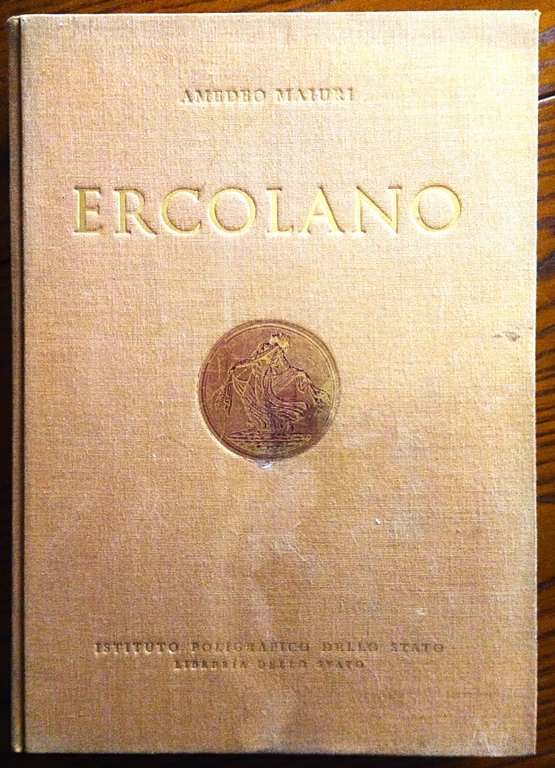 AMEDEO MAIURI
ERCOLANO
ISTITUTO POLIGRAFICO DELLO STATO
LIBRERIA DELLO STATO